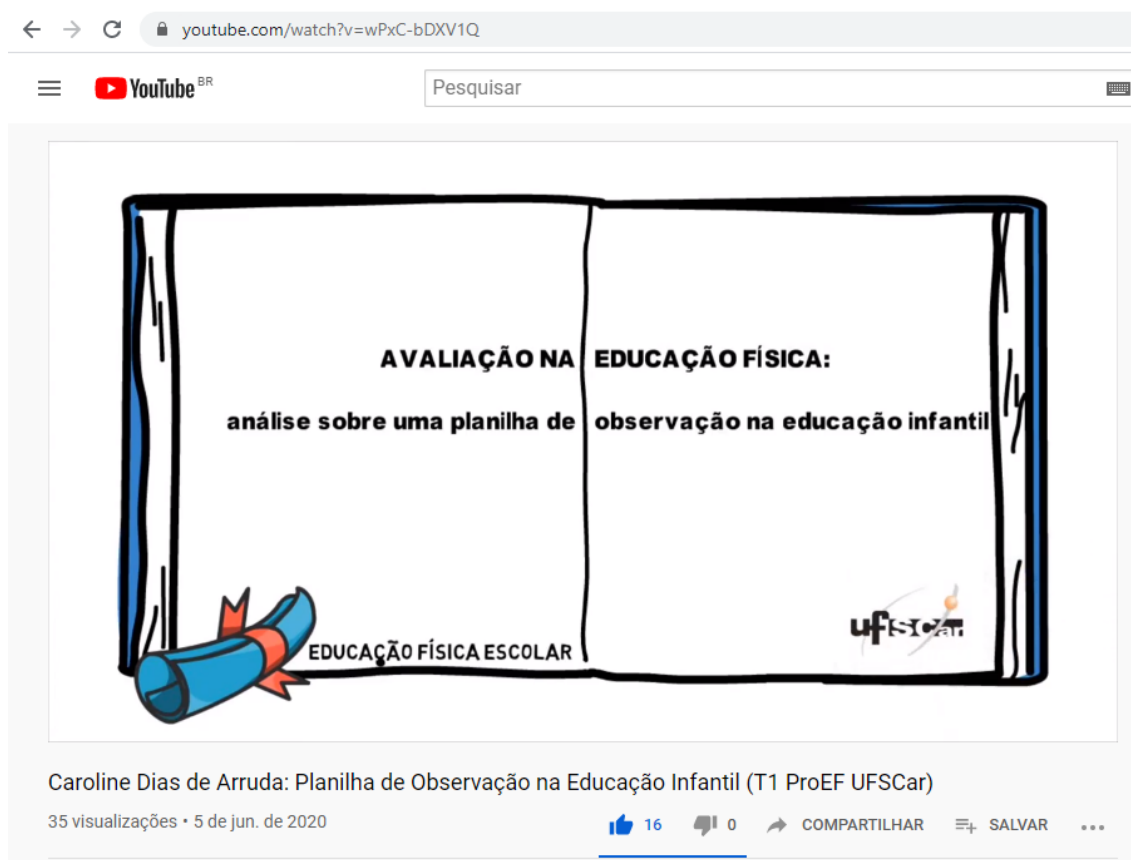 youtube.com/watch?v=wPxC-bDXV1Q
YouTube BR
Pesquisar
AVALIAÇÃO NA EDUCAÇÃO FÍSICA:
análise sobre uma planilha de observação na educação infantil
EDUCAÇÃO FÍSICA ESCOLAR
ufscar
Caroline Dias de Arruda: Planilha de Observação na Educação Infantil (T1 ProEF UFSCar)
35 visualizações • 5 de jun. de 2020 16 0 COMPARTILHAR SALVAR